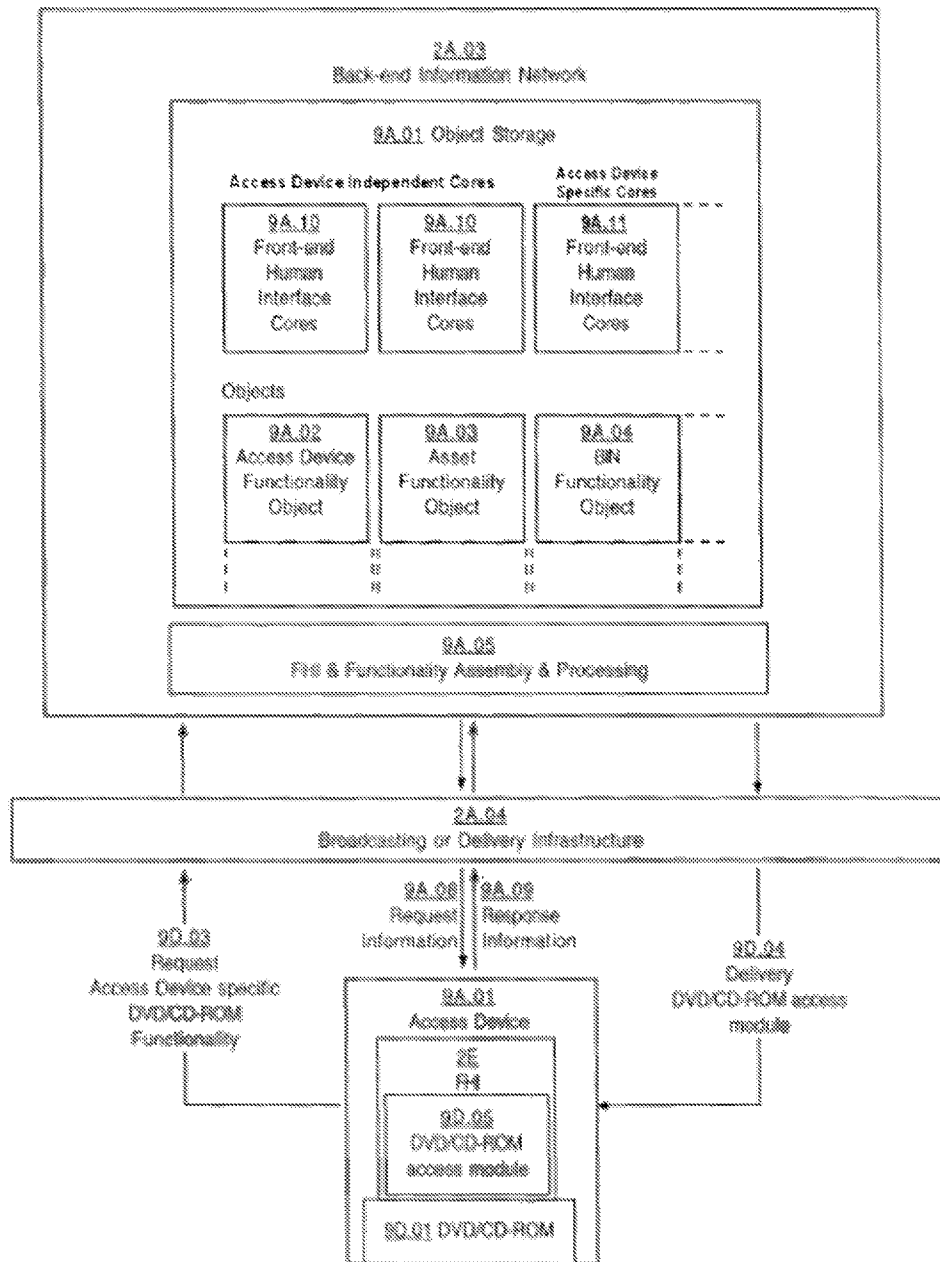 2A.03
Back-end Information Network
9A.01 Object Storage
Access Device Independent Cores
Access Device
Specific Cores
9A.10
Front-end
Human
Interface
Cores
9A.10
Front-end
Human
Interface
Cores
9A.11
Front-end
Human
Interface
Cores
Objects
9A.02
Access Device
Functionality
Object
9A.03
Asset
Functionality
Object
9A.04
BIN
Functionality
Object
9A.05
FHI & Functionality Assembly & Processing
2A.04
Broadcasting or Delivery Infrastructure
9A.08
Request
Information
9A.09
Response
Information
9D.03
Request
Access Device specific
DVD/CD-ROM
Functionality
9D.04
Delivery
DVD/CD-ROM access
module
9A.01
Access Device
2E
FHI
9D.05
DVD/CD-ROM
access module
9D.01 DVD/CD-ROM